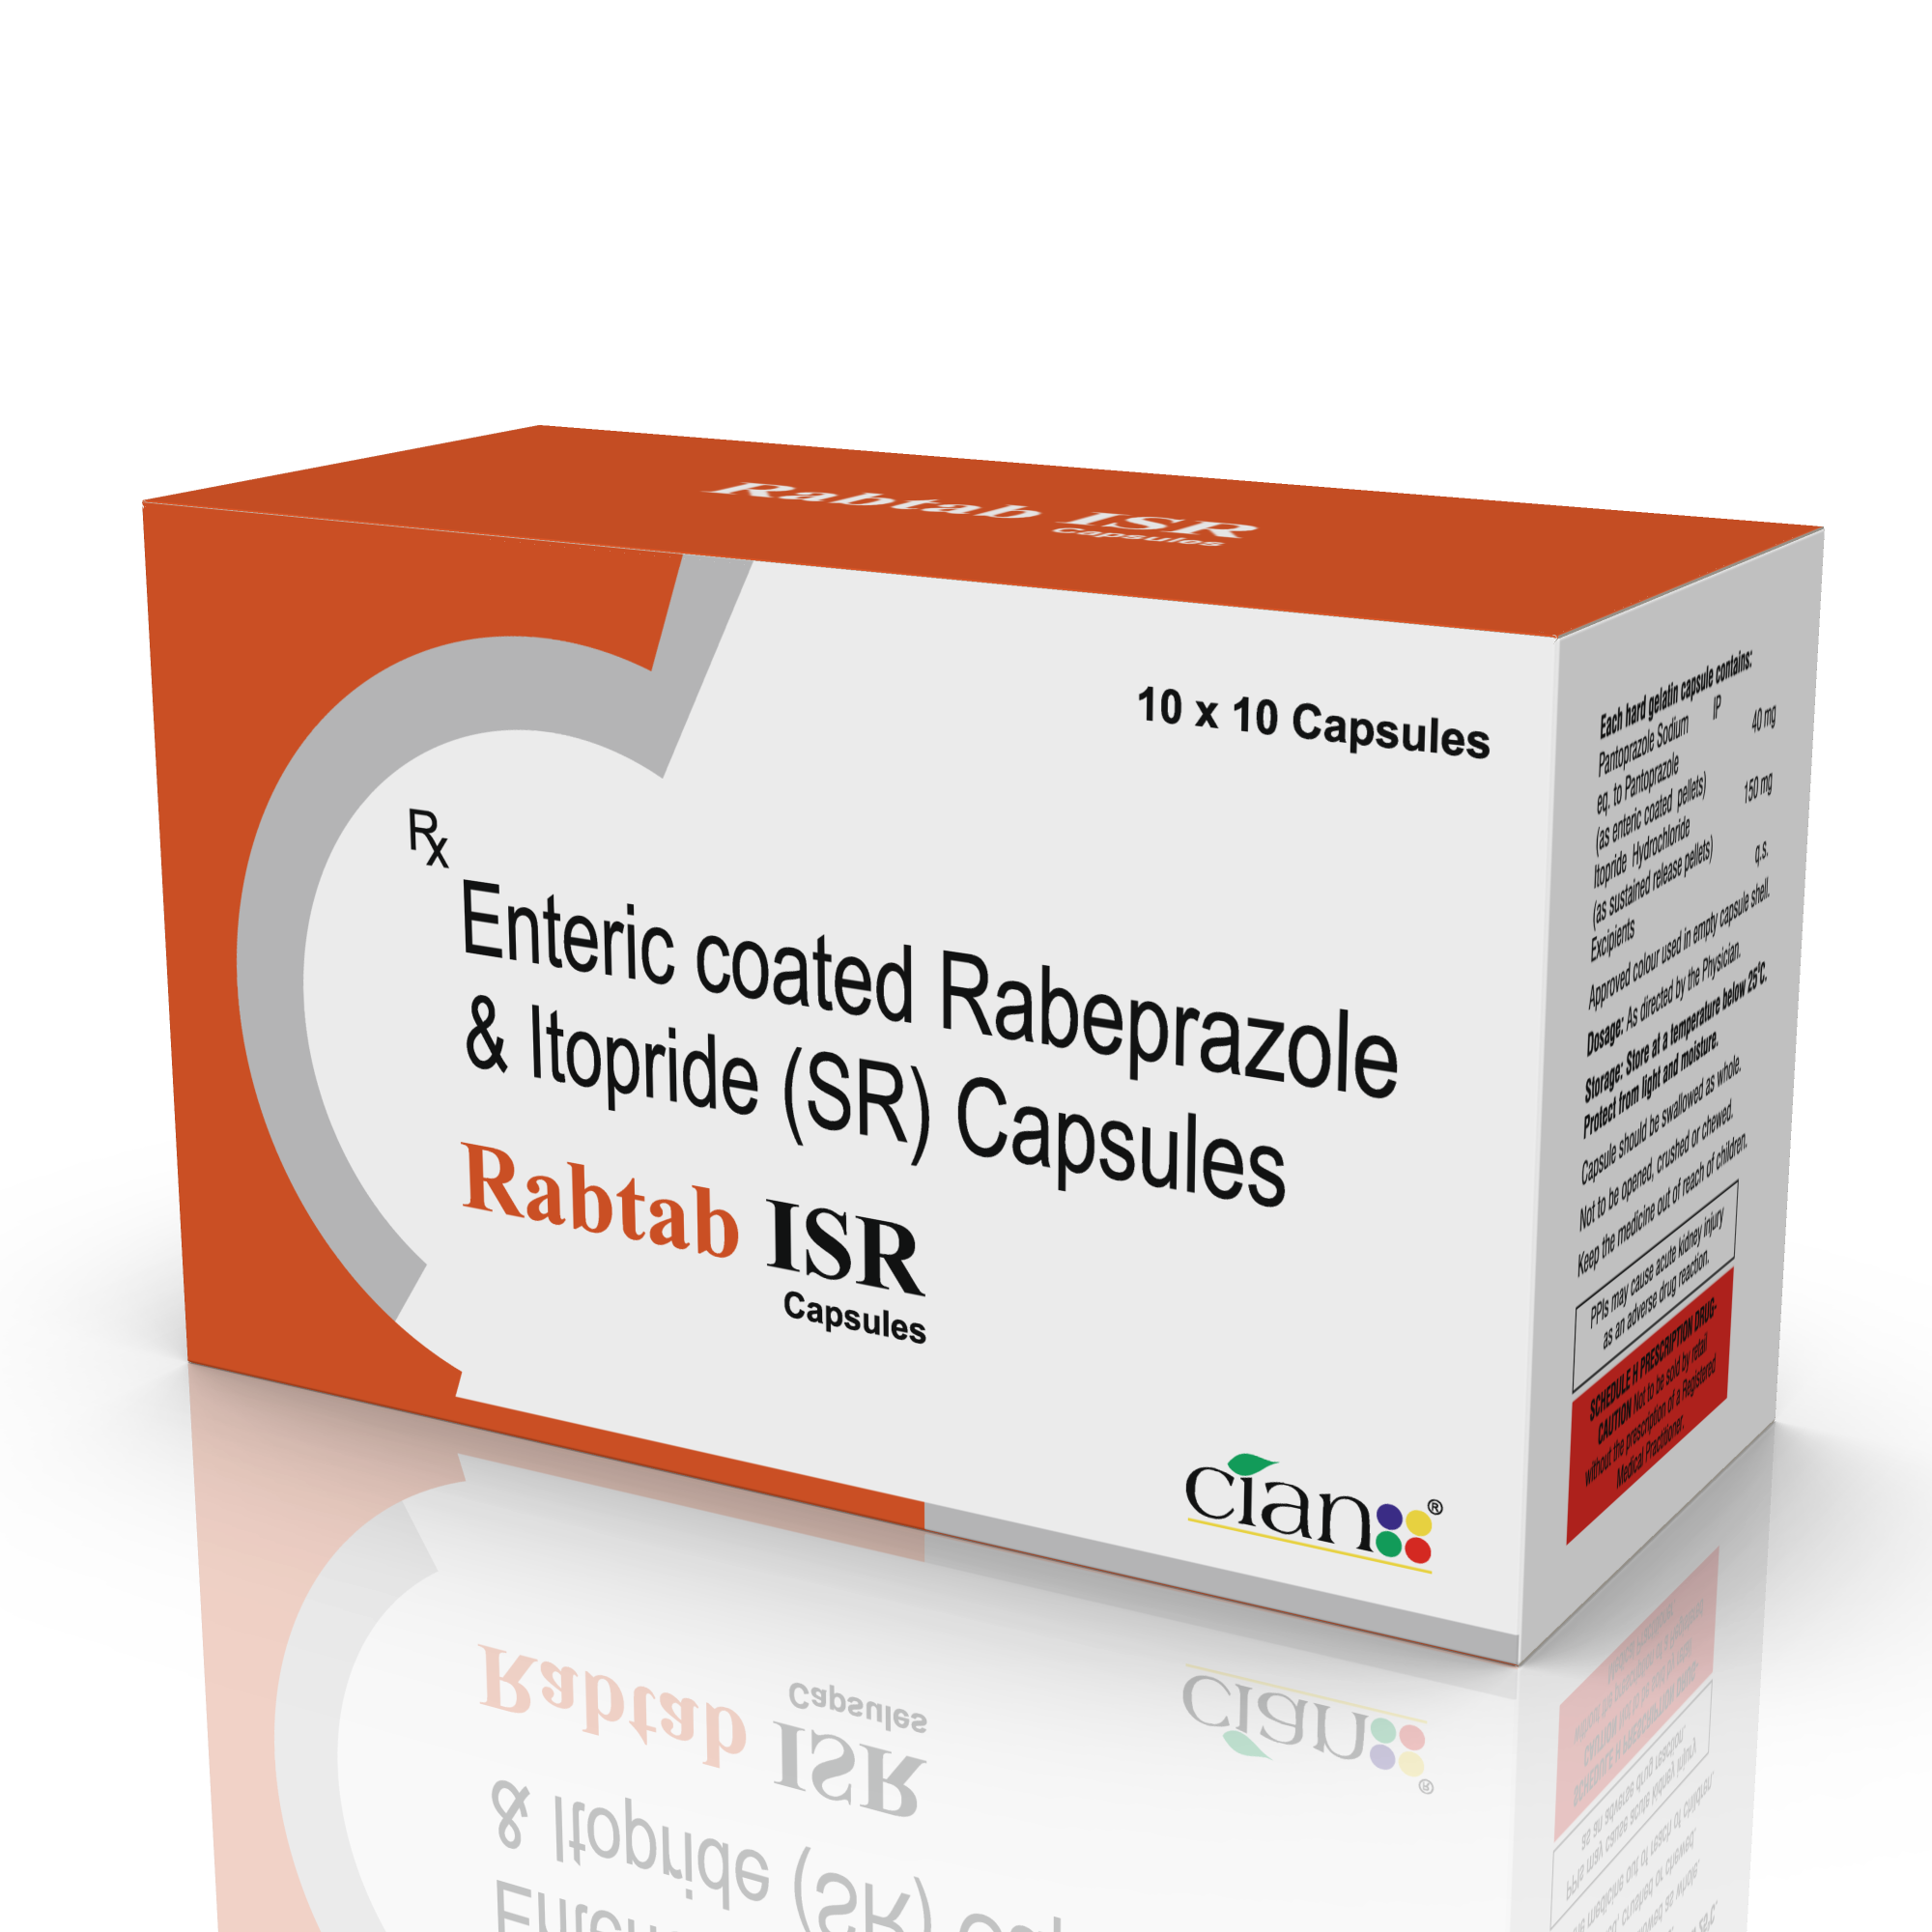 Rabtab ISR
Capsules
10 x 10 Capsules
Rx
Enteric coated Rabeprazole
& Itopride (SR) Capsules
Rabtab ISR
Capsules
cian®
Each hard gelatin capsule contains:
Pantoprazole Sodium IP
eq. to Pantoprazole 40 mg
(as enteric coated pellets)
Itopride Hydrochloride 150 mg
(as sustained release pellets)
Excipients q.s.
Approved colour used in empty capsule shell.
Dosage: As directed by the Physician.
Storage: Store at a temperature below 25°C.
Protect from light and moisture.
Capsule should be swallowed as whole.
Not to be opened, crushed or chewed.
Keep the medicine out of reach of children.
PPIs may cause acute kidney injury
as an adverse drug reaction.
SCHEDULE H PRESCRIPTION DRUG-
CAUTION Not to be sold by retail
without the prescription of a Registered
Medical Practitioner.